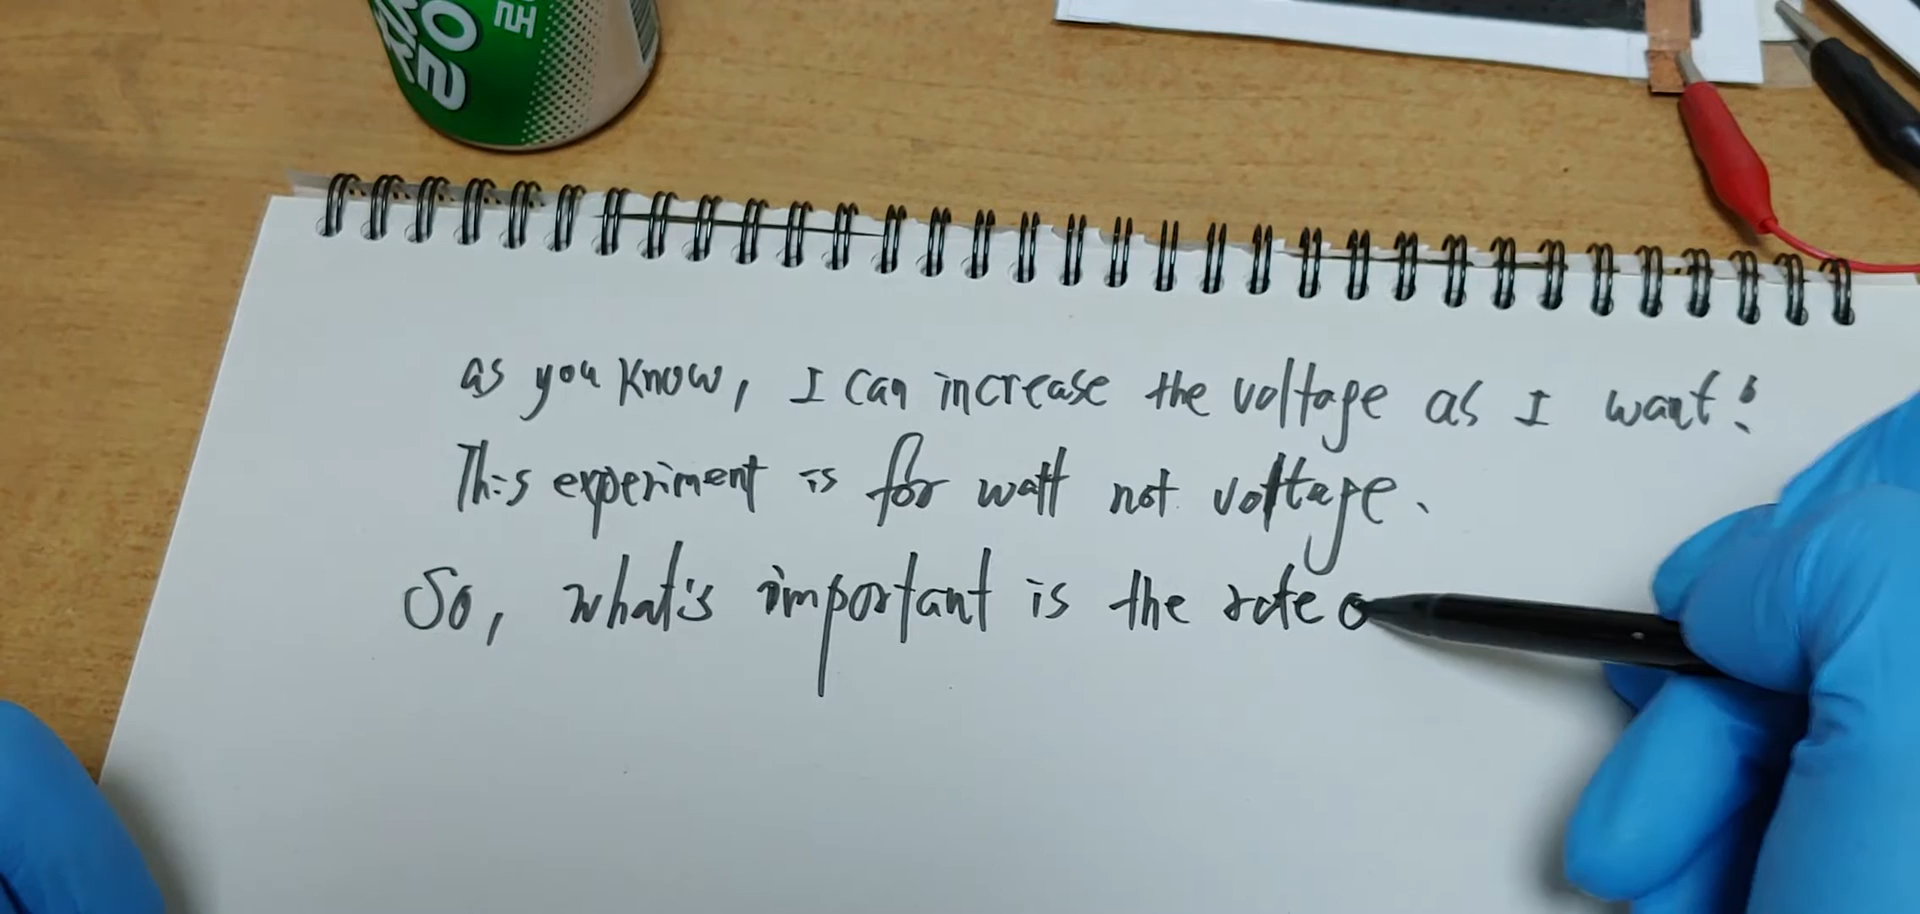 as you know, I can increase the voltage as I want!
This experiment is for watt not voltage.
So, what's important is the rate o